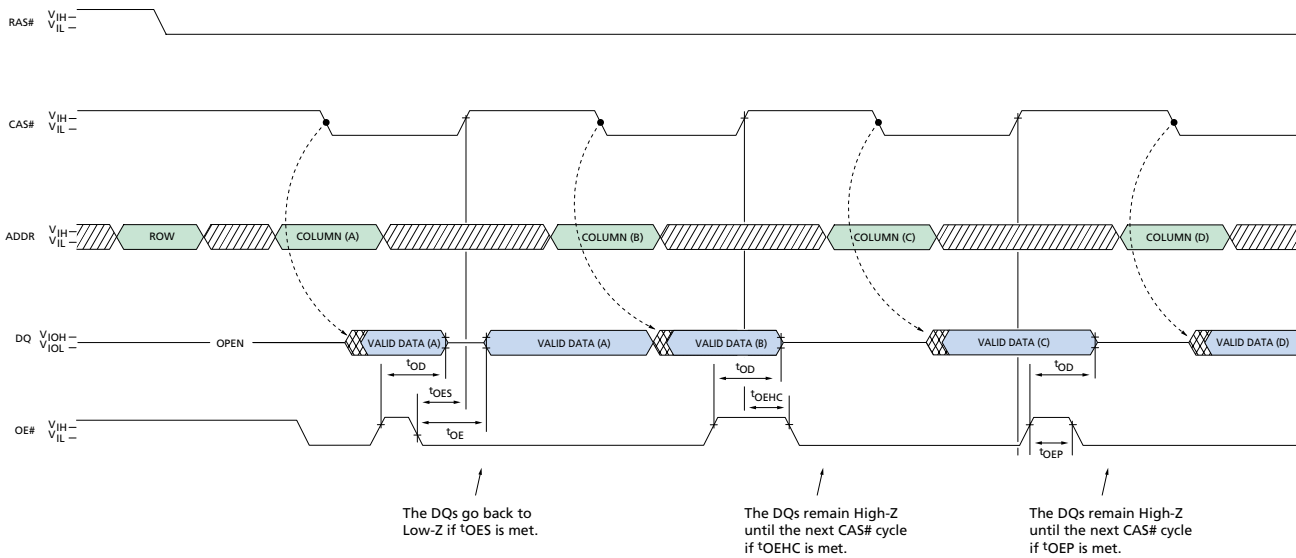 RAS# VIH
VIL
CAS# VIH
VIL
ADDR VIH
VIL
ROW
COLUMN (A)
COLUMN (B)
COLUMN (C)
COLUMN (D)
DQ VIOH
VIOL
OPEN
VALID DATA (A)
VALID DATA (A)
VALID DATA (B)
VALID DATA (C)
VALID DATA (D)
tOD
tOD
tOD
tOES
tOEHC
tOE
tOEP
OE# VIH
VIL
The DQs go back to
Low-Z if tOES is met.
The DQs remain High-Z
until the next CAS# cycle
if tOEHC is met.
The DQs remain High-Z
until the next CAS# cycle
if tOEP is met.